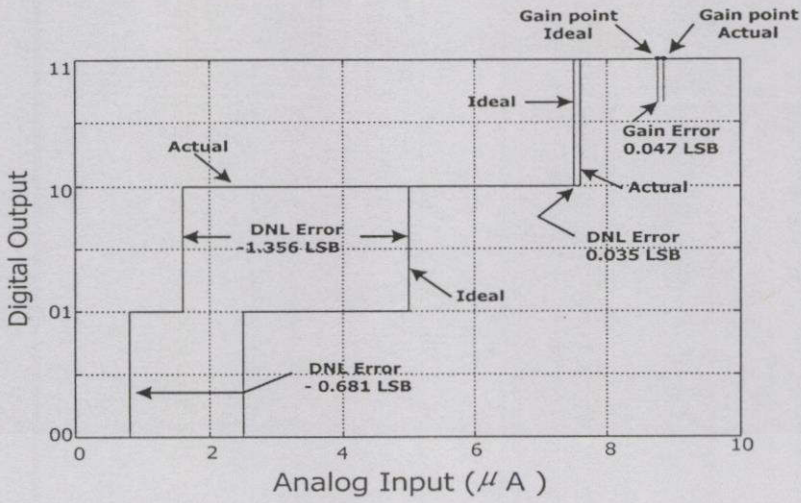 Gain point
Ideal
Gain point
Actual
11
Ideal
Gain Error
0.047 LSB
Actual
10
Actual
DNL Error
-1.356 LSB
DNL Error
0.035 LSB
Ideal
01
DNL Error
- 0.681 LSB
00
0
2
4
6
8
10
Digital Output
Analog Input (μ A )